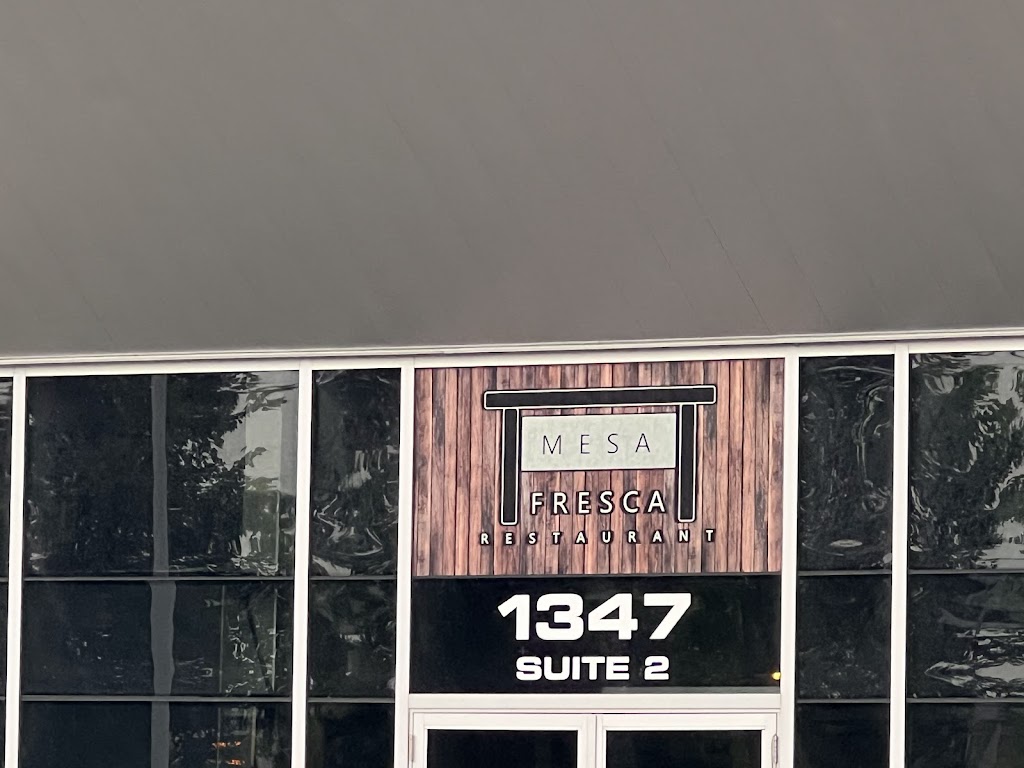 MESA
FRESCA
RESTAURANT
1347
SUITE 2